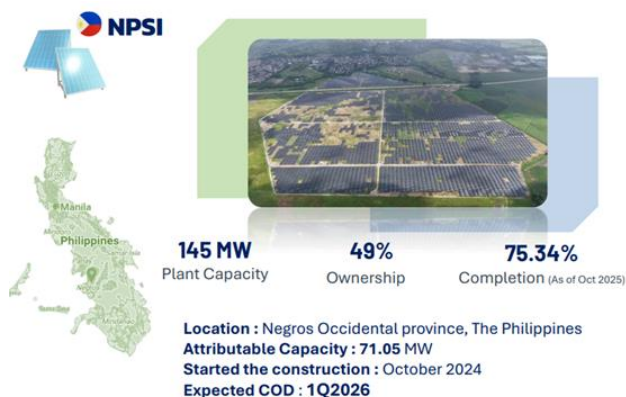 NPSI
Manila
Philippines
145 MW
Plant Capacity
49%
Ownership
75.34%
Completion (As of Oct 2025)
Location : Negros Occidental province, The Philippines
Attributable Capacity : 71.05 MW
Started the construction : October 2024
Expected COD : 1Q2026